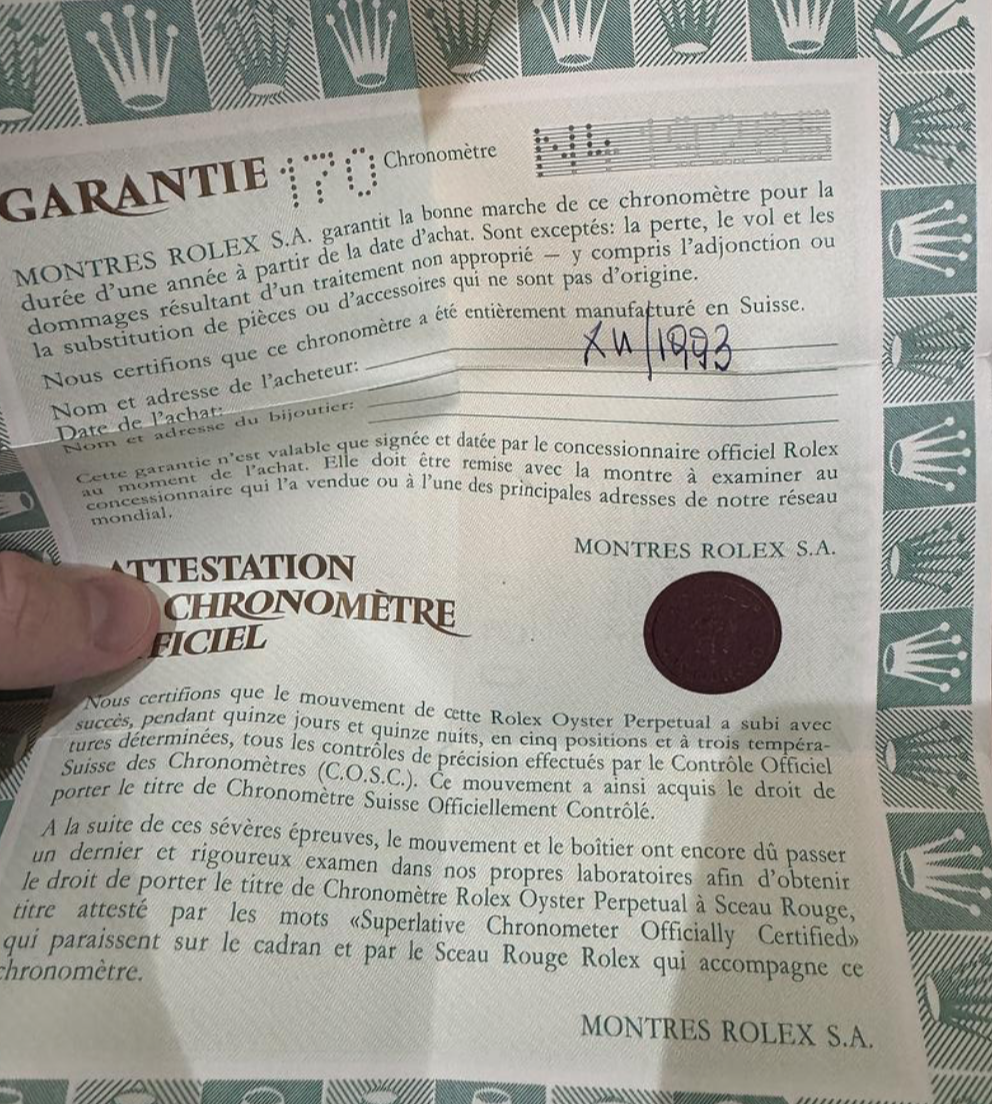 GARANTIE 170 Chronomètre
MONTRES ROLEX S.A. garantit la bonne marche de ce chronomètre pour la
durée d'une année à partir de la date d'achat. Sont exceptés: la perte, le vol et les
dommages résultant d'un traitement non approprié – y compris l'adjonction ou
la substitution de pièces ou d'accessoires qui ne sont pas d'origine.
Nous certifions que ce chronomètre a été entièrement manufacturé en Suisse.
Nom et adresse de l'acheteur:
Date de l'achat: XII/1993
Nom et adresse du bijoutier:
Cette garantie n'est valable que signée et datée par le concessionnaire officiel Rolex
au moment de l'achat. Elle doit être remise avec la montre à examiner au
concessionnaire qui l'a vendue ou à l'une des principales adresses de notre réseau
mondial.
MONTRES ROLEX S.A.
ATTESTATION
CHRONOMÈTRE
FICIEL
Nous certifions que le mouvement de cette Rolex Oyster Perpetual a subi avec
succès, pendant quinze jours et quinze nuits, en cinq positions et à trois tempéra-
tures déterminées, tous les contrôles de précision effectués par le Contrôle Officiel
Suisse des Chronomètres (C.O.S.C.). Ce mouvement a ainsi acquis le droit de
porter le titre de Chronomètre Suisse Officiellement Contrôlé.
A la suite de ces sévères épreuves, le mouvement et le boîtier ont encore dû passer
un dernier et rigoureux examen dans nos propres laboratoires afin d'obtenir
le droit de porter le titre de Chronomètre Rolex Oyster Perpetual à Sceau Rouge,
titre attesté par les mots «Superlative Chronometer Officially Certified»
qui paraissent sur le cadran et par le Sceau Rouge Rolex qui accompagne ce
chronomètre.
MONTRES ROLEX S.A.